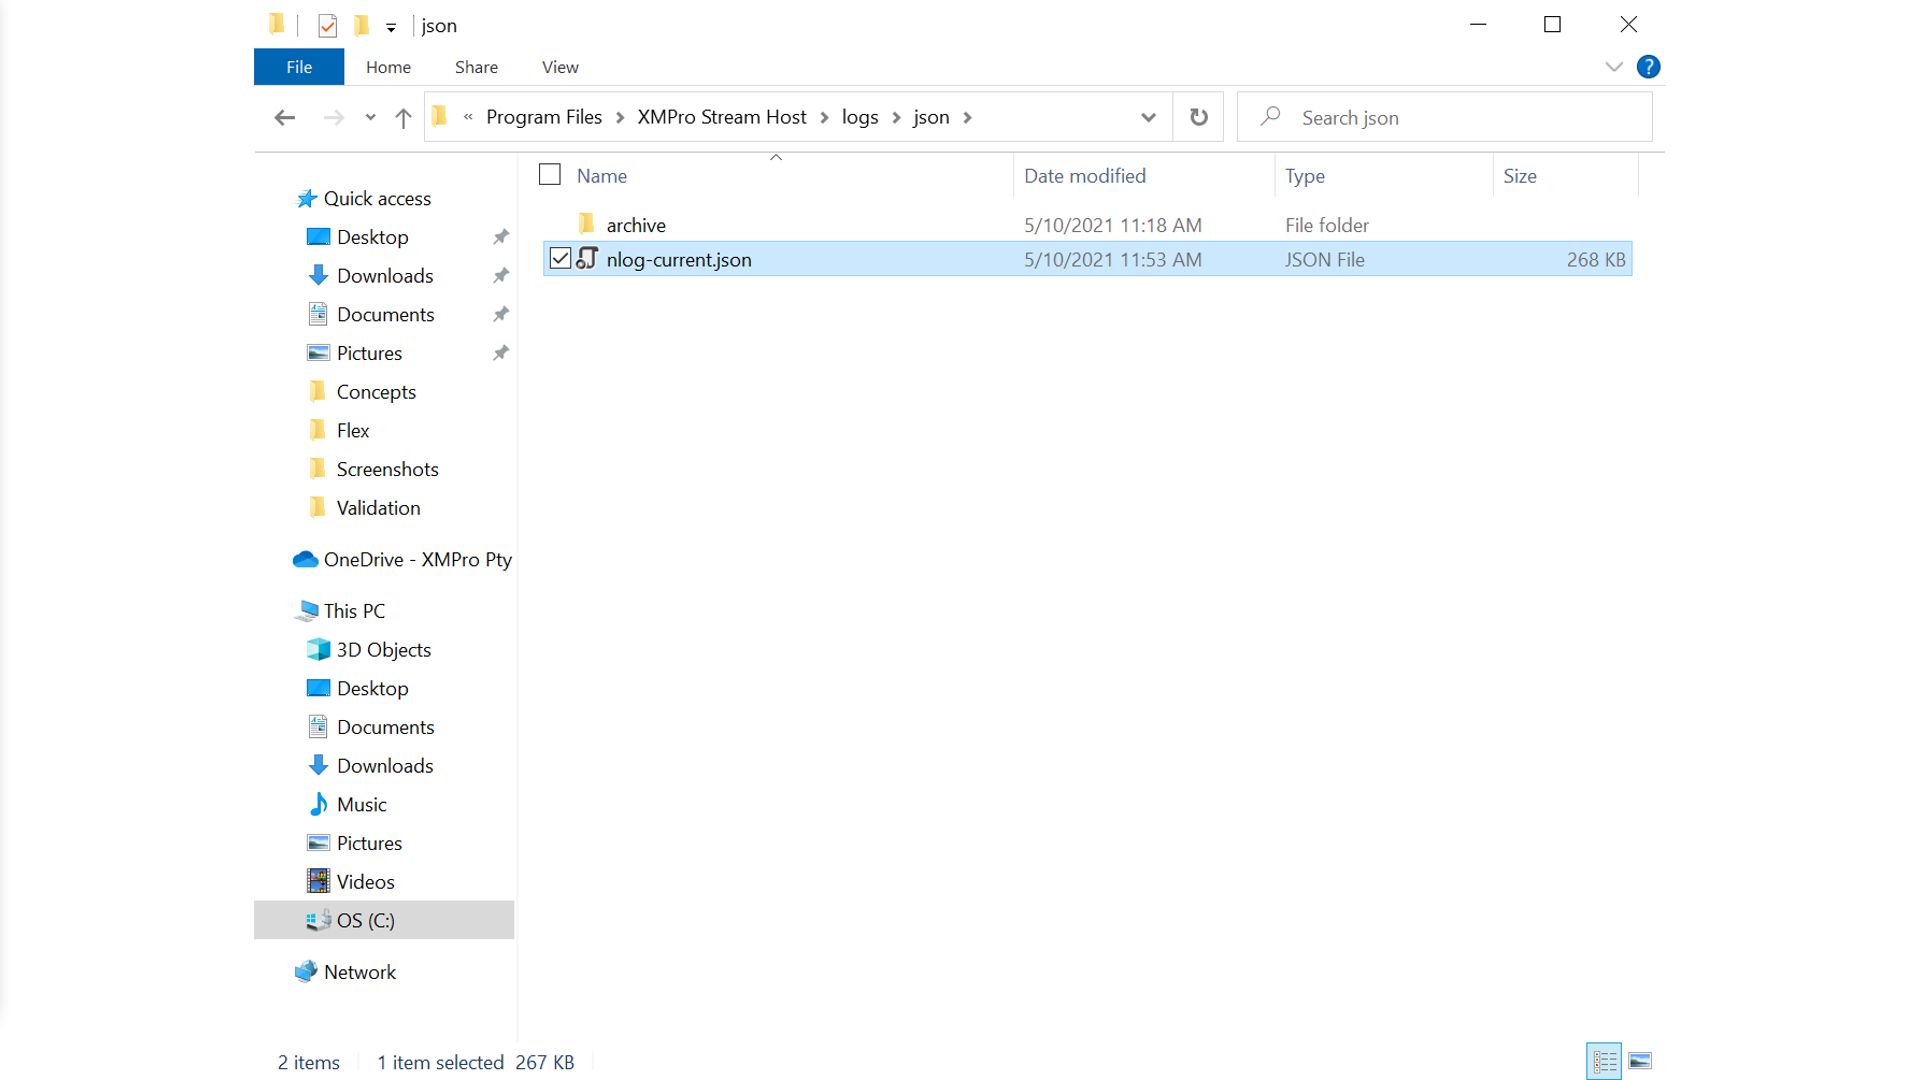 json
File Home Share View
« Program Files > XMPro Stream Host > logs > json >
Search json
Name Date modified Type Size
archive 5/10/2021 11:18 AM File folder
nlog-current.json 5/10/2021 11:53 AM JSON File 268 KB
Quick access
Desktop
Downloads
Documents
Pictures
Concepts
Flex
Screenshots
Validation
OneDrive - XMPro Pty
This PC
3D Objects
Desktop
Documents
Downloads
Music
Pictures
Videos
OS (C:)
Network
2 items 1 item selected 267 KB